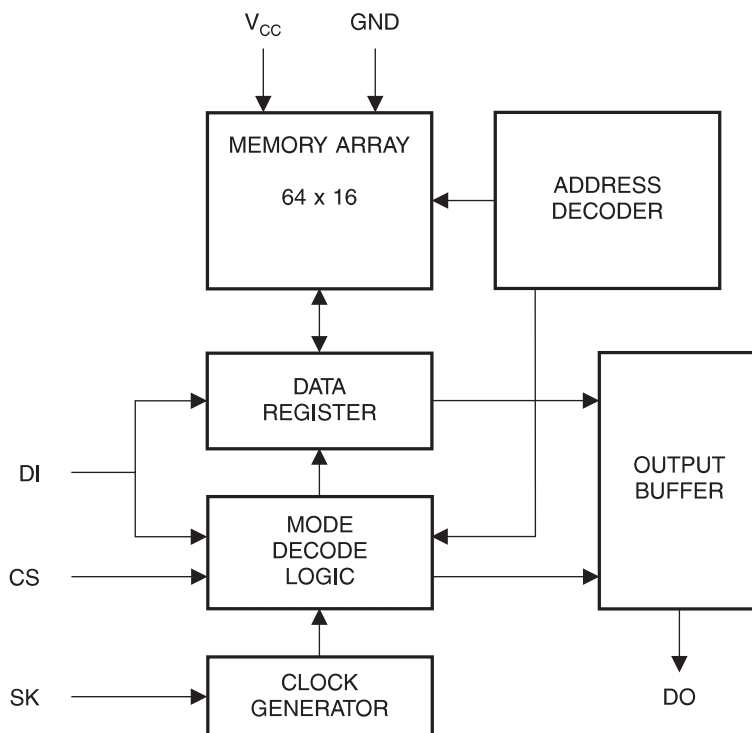 V_CC
GND
MEMORY ARRAY
64 x 16
ADDRESS
DECODER
DATA
REGISTER
OUTPUT
BUFFER
DI
MODE
DECODE
LOGIC
CS
CLOCK
GENERATOR
SK
DO